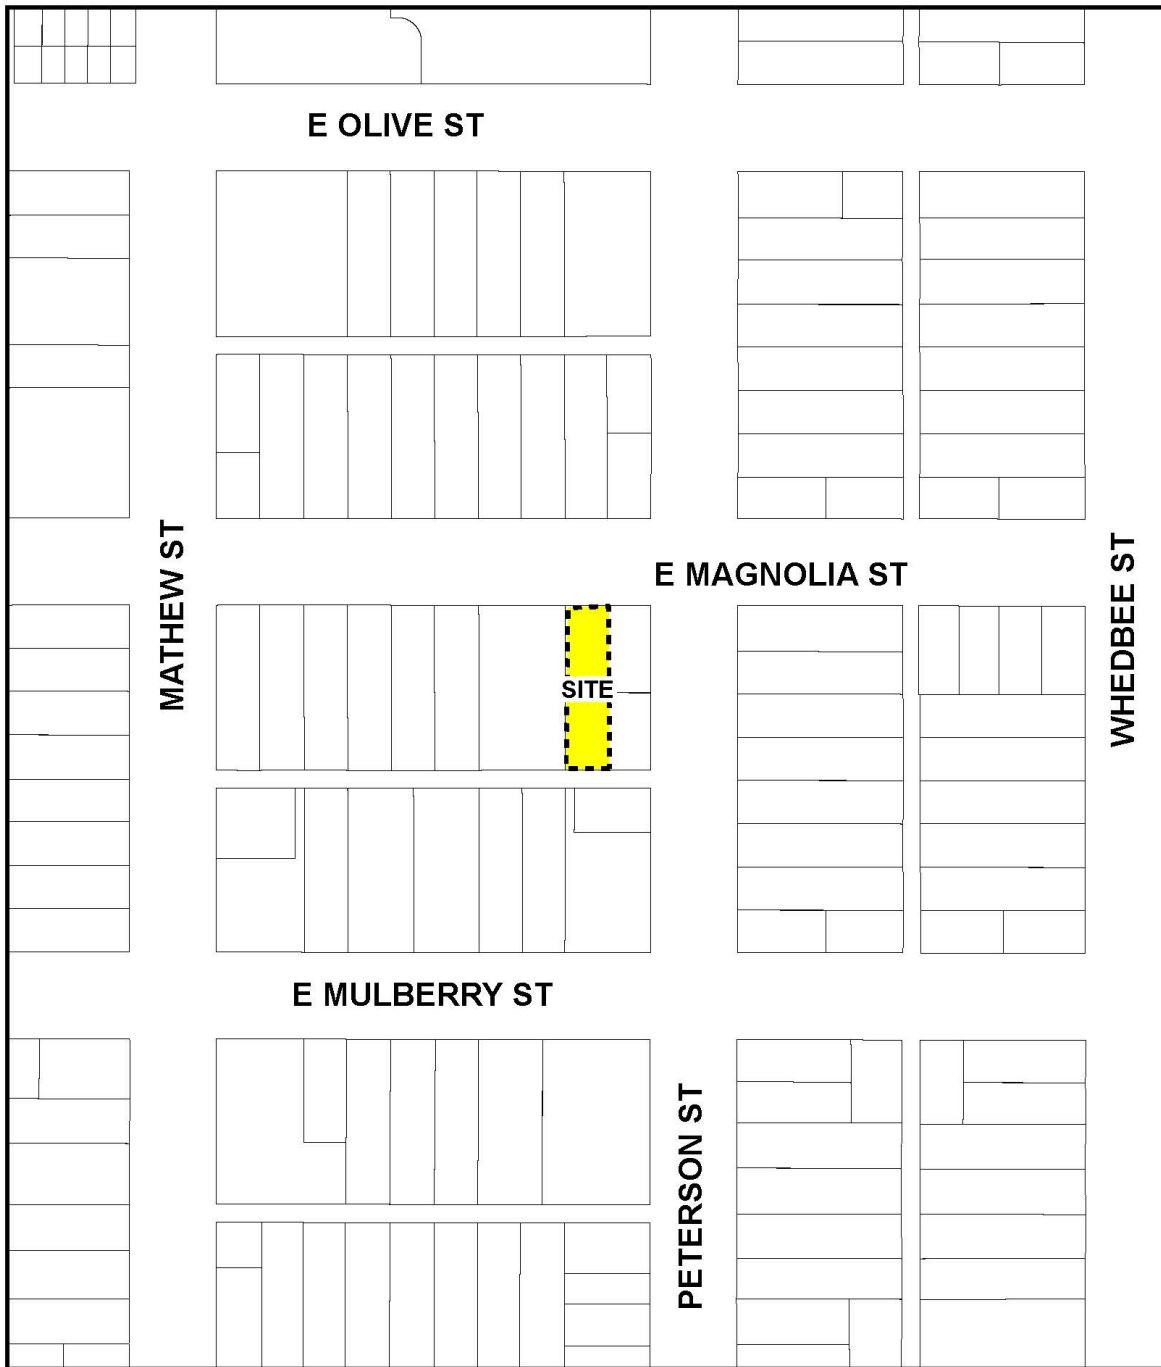 E OLIVE ST
MATHEW ST
E MAGNOLIA ST
WHEDBEE ST
SITE
E MULBERRY ST
PETERSON ST